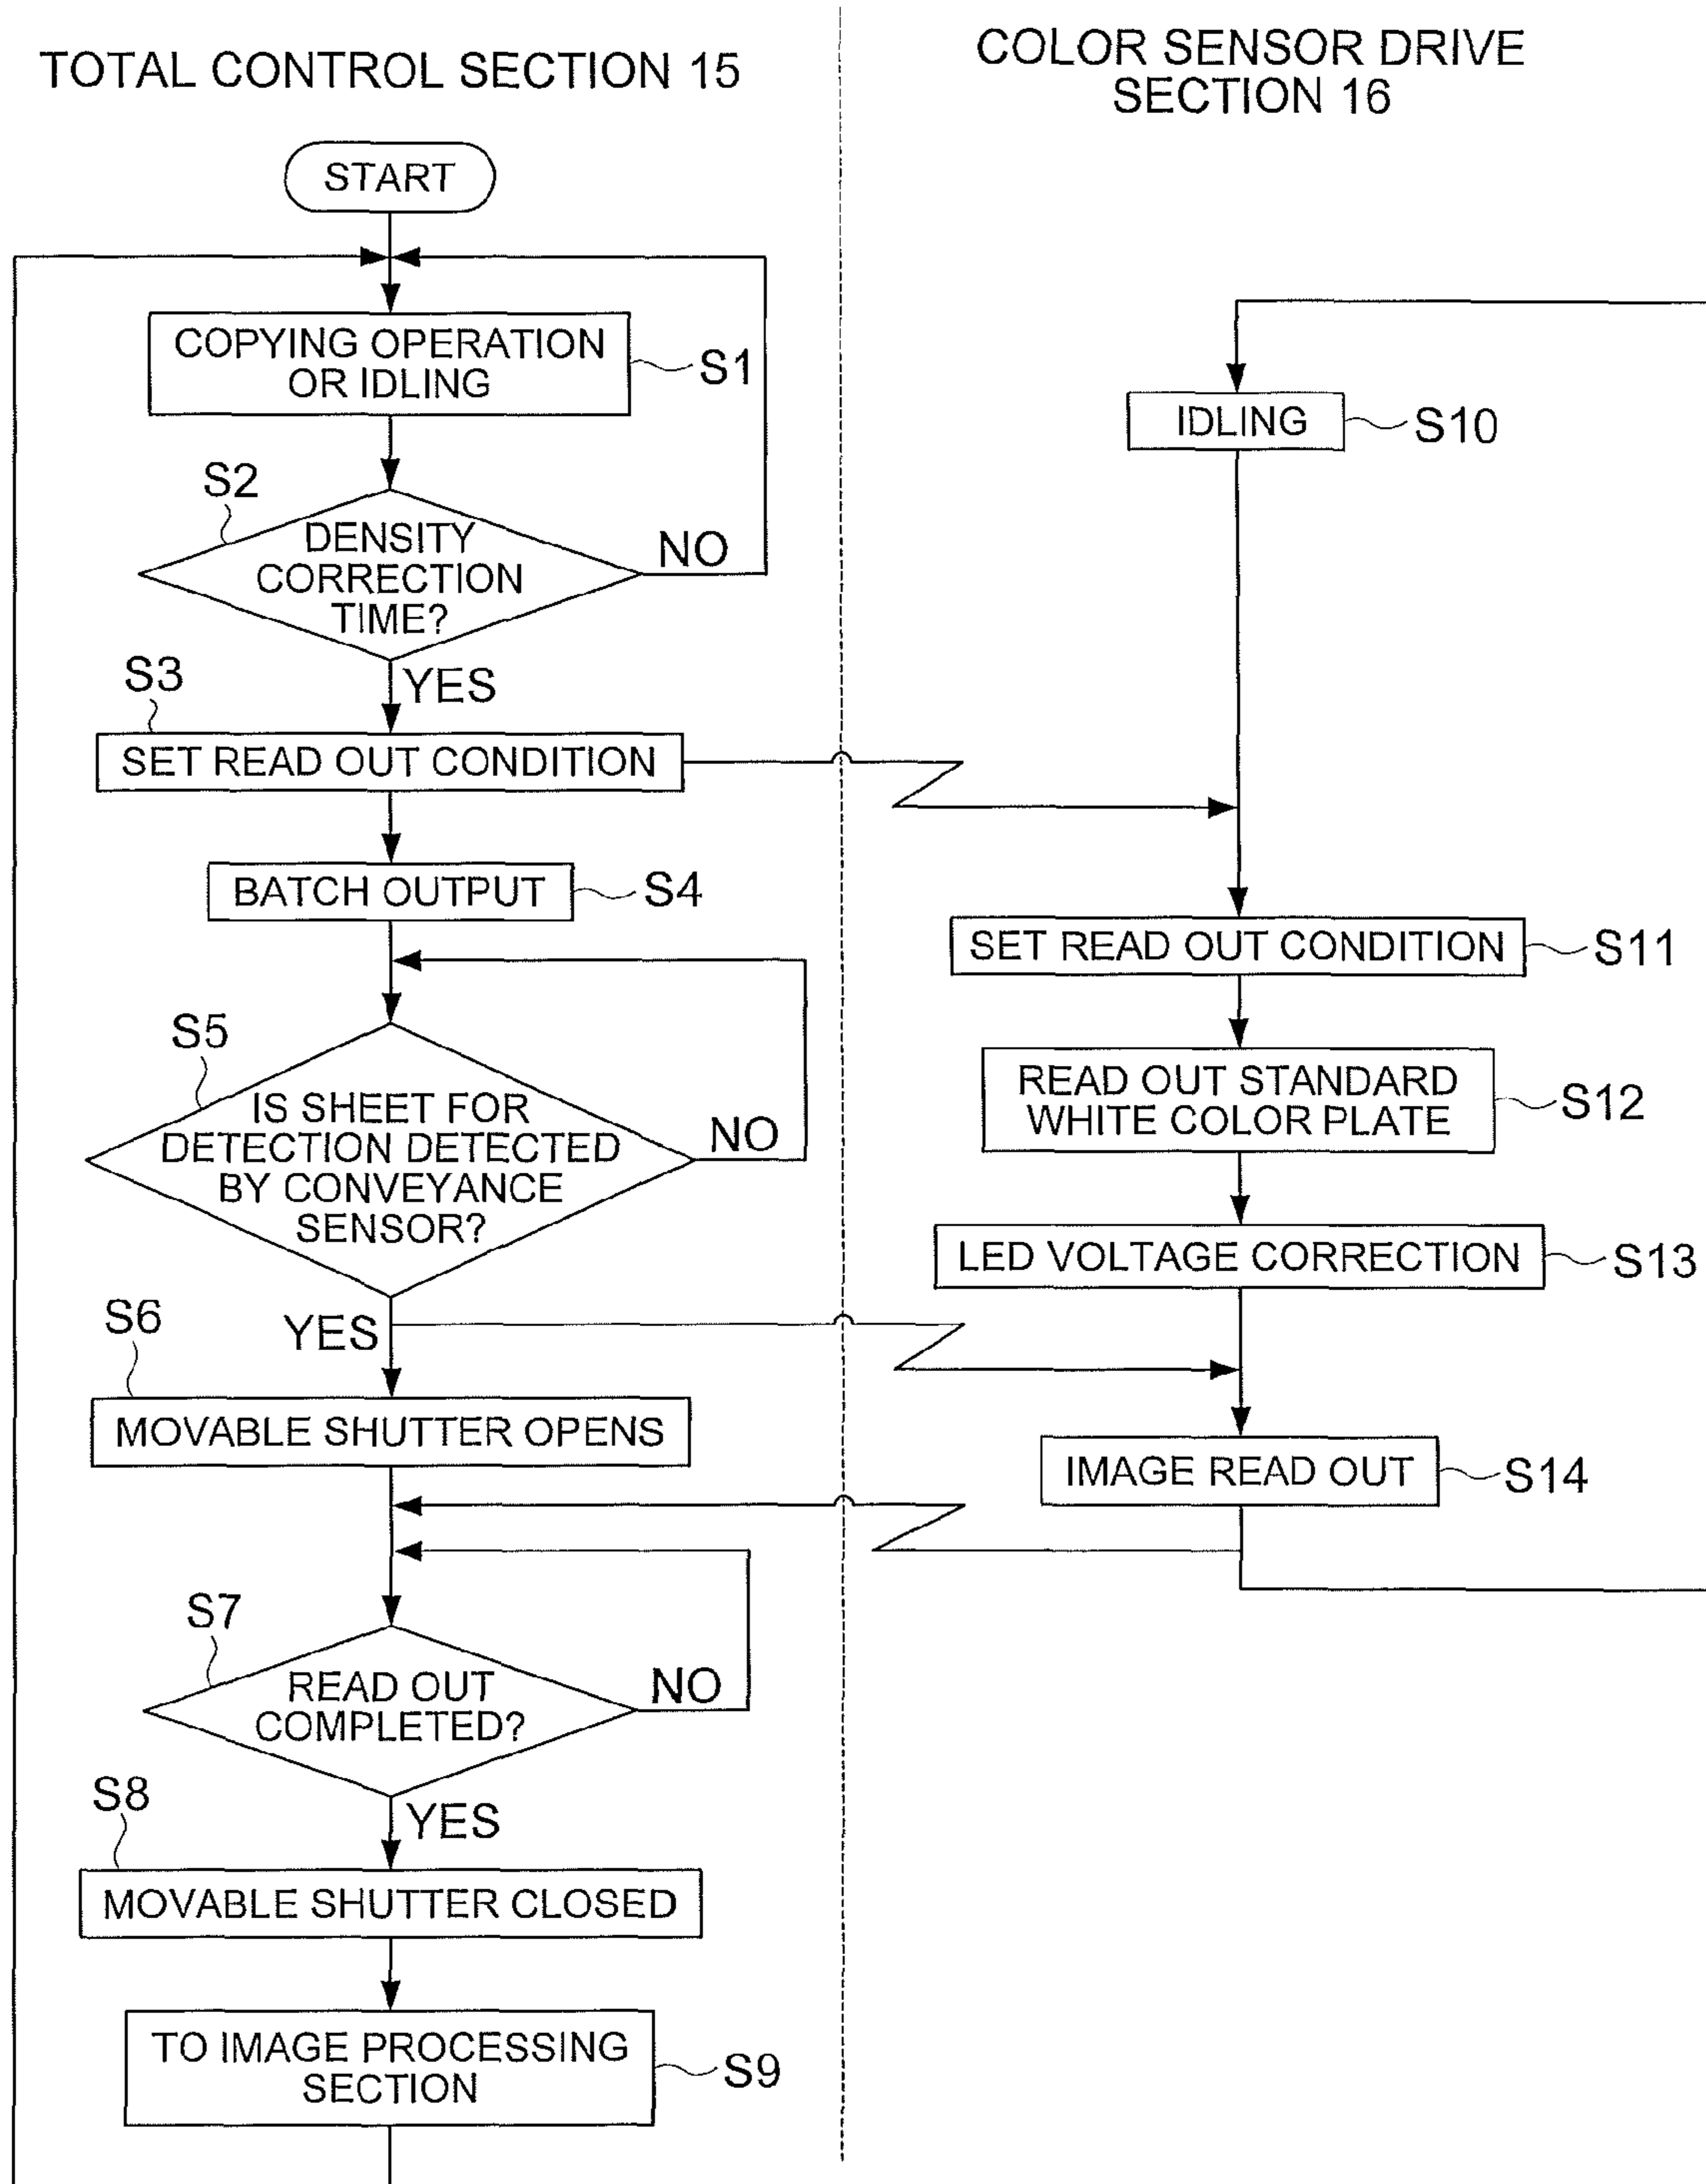 TOTAL CONTROL SECTION 15
START
COPYING OPERATION
OR IDLING
S1
S2
DENSITY
CORRECTION
TIME?
NO
YES
S3
SET READ OUT CONDITION
BATCH OUTPUT
S4
S5
IS SHEET FOR
DETECTION DETECTED
BY CONVEYANCE
SENSOR?
NO
YES
S6
MOVABLE SHUTTER OPENS
S7
READ OUT
COMPLETED?
NO
YES
S8
MOVABLE SHUTTER CLOSED
TO IMAGE PROCESSING
SECTION
S9
COLOR SENSOR DRIVE
SECTION 16
IDLING
S10
SET READ OUT CONDITION
S11
READ OUT STANDARD
WHITE COLOR PLATE
S12
LED VOLTAGE CORRECTION
S13
IMAGE READ OUT
S14